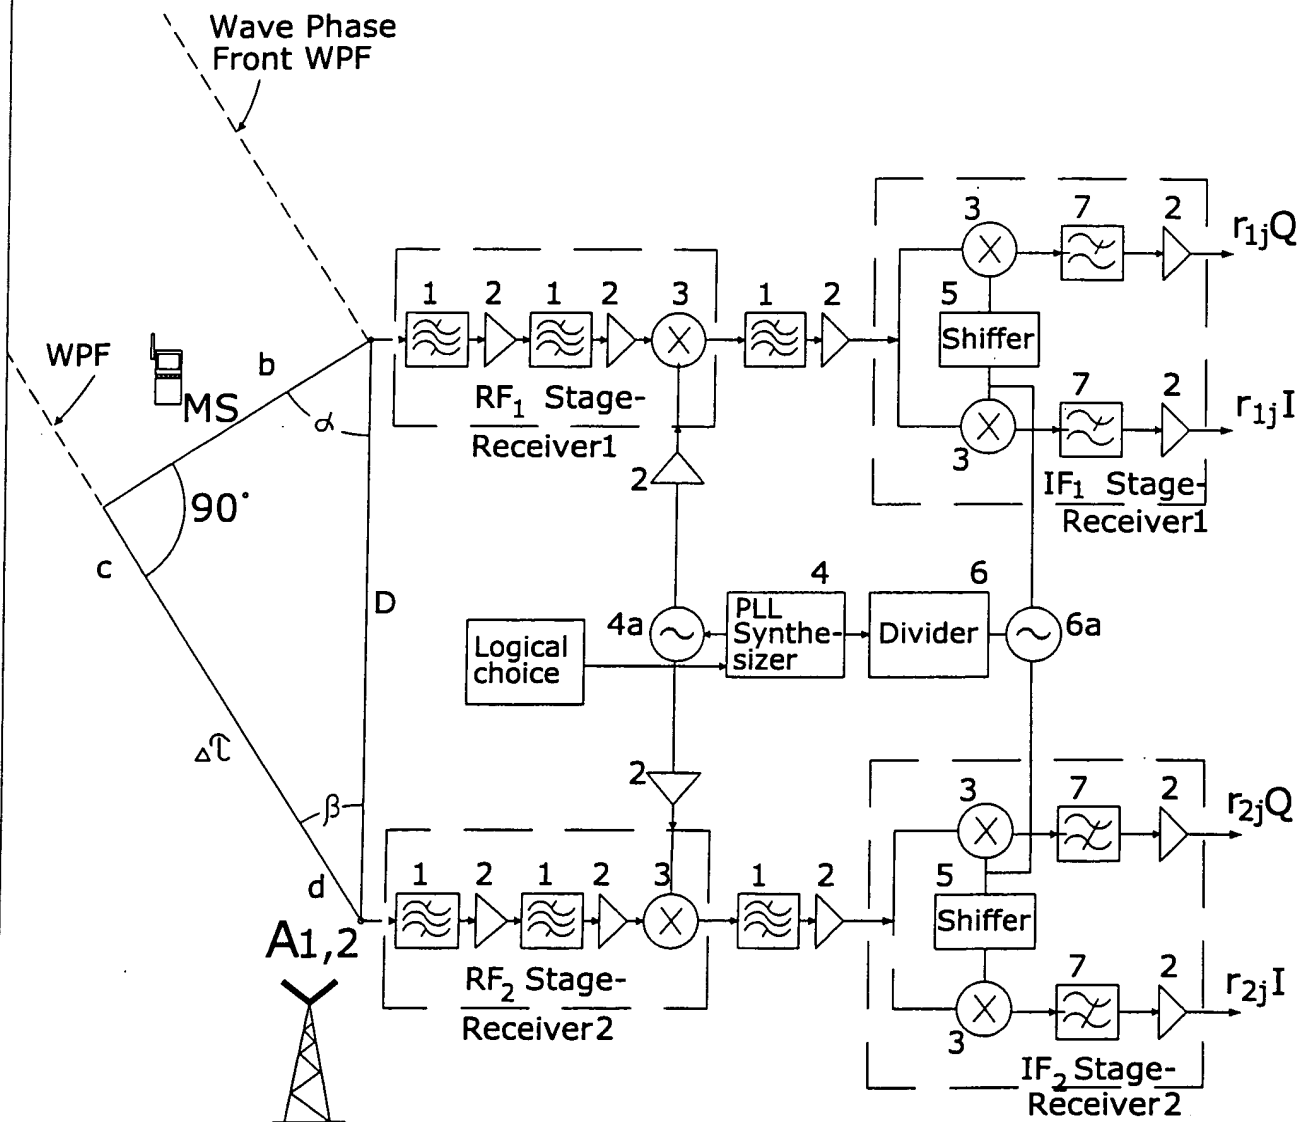 Wave Phase
Front WPF
WPF
MS
b
α
90°
c
D
Δτ
β
d
A1,2
1
2
1
2
3
RF1 Stage-
Receiver1
1
2
3
7
2
r1jQ
5
Shiffer
7
2
r1jI
3
IF1 Stage-
Receiver1
2
4a
4
PLL
Synthe-
sizer
6
Divider
6a
Logical
choice
2
1
2
1
2
3
RF2 Stage-
Receiver2
1
2
3
7
2
r2jQ
5
Shiffer
7
2
r2jI
3
IF2 Stage-
Receiver2